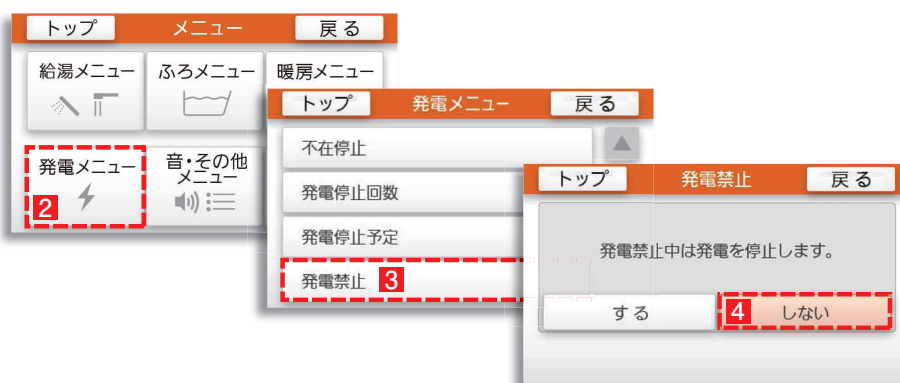 トップ メニュー 戻る
給湯メニュー ふろメニュー 暖房メニュー
発電メニュー 音・その他
メニュー
2
トップ 発電メニュー 戻る
不在停止
発電停止回数
発電停止予定
発電禁止 3
トップ 発電禁止 戻る
発電禁止中は発電を停止します。
する 4 しない